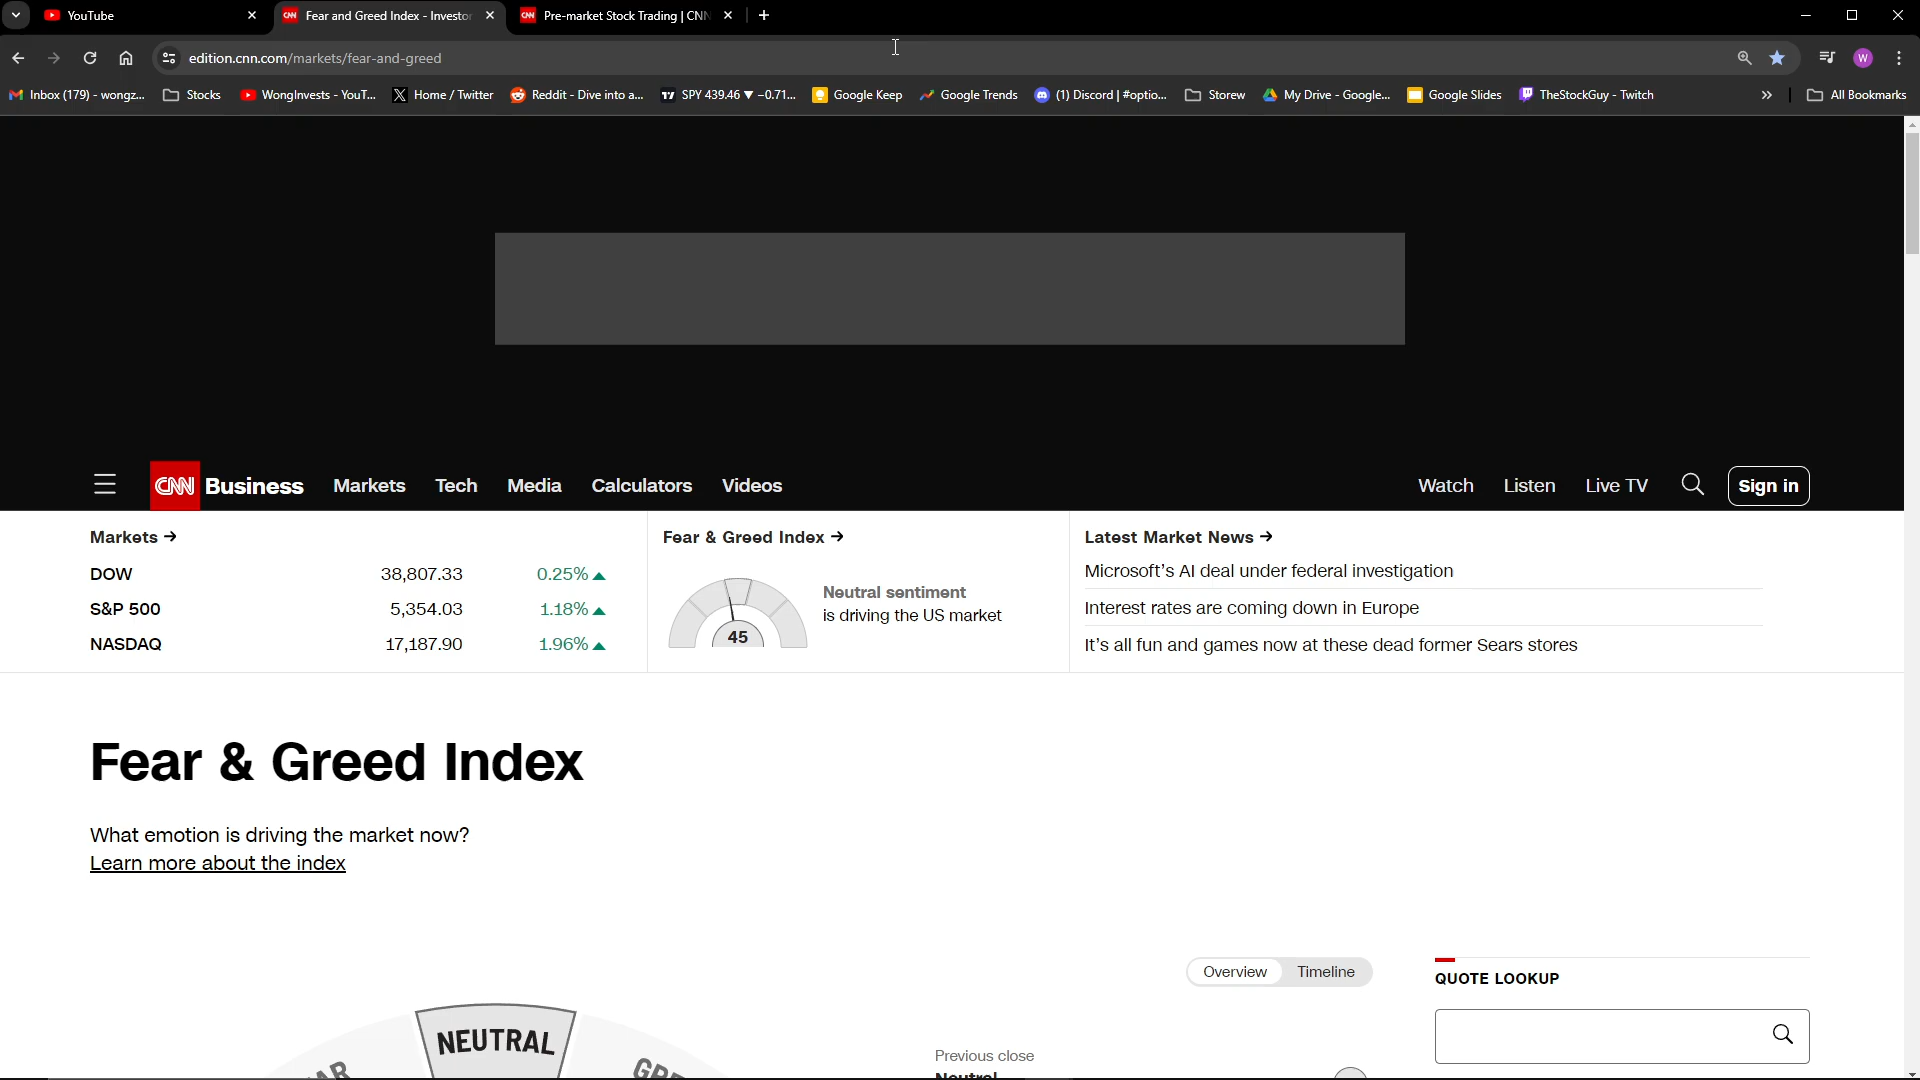 YouTube
Fear and Greed Index - Investor
Pre-market Stock Trading | CNN
edition.cnn.com/markets/fear-and-greed
W
Inbox (179) - wongz...
Stocks
WongInvests - YouT...
Home / Twitter
Reddit - Dive into a...
SPY 439.46 ▼ −0.71...
Google Keep
Google Trends
(1) Discord | #optio...
Storew
My Drive - Google...
Google Slides
TheStockGuy - Twitch
»
All Bookmarks
CNN Business
Markets
Tech
Media
Calculators
Videos
Watch
Listen
Live TV
Sign in
Markets →
DOW 38,807.33 0.25% ▲
S&P 500 5,354.03 1.18% ▲
NASDAQ 17,187.90 1.96% ▲
Fear & Greed Index →
45
Neutral sentiment
is driving the US market
Latest Market News →
Microsoft's AI deal under federal investigation
Interest rates are coming down in Europe
It's all fun and games now at these dead former Sears stores
Fear & Greed Index
What emotion is driving the market now?
Learn more about the index
Overview
Timeline
QUOTE LOOKUP
NEUTRAL
Previous close
Neutral